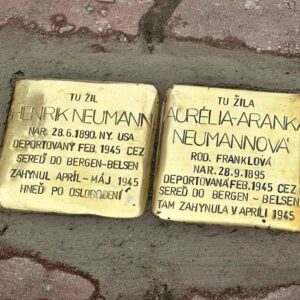 TU ŽIL
HENRIK NEUMANN
NAR. 28.6.1890, NY. USA
DEPORTOVANÝ FEB. 1945 CEZ
SEREĎ DO BERGEN-BELSEN
ZAHYNUL APRÍL - MÁJ 1945
HNEĎ PO OSLOBODENÍ
TU ŽILA
AURÉLIA-ARANKA
NEUMANNOVÁ
ROD. FRANKLOVÁ
NAR. 28.9.1895
DEPORTOVANÁ FEB. 1945 CEZ
SEREĎ DO BERGEN - BELSEN
TAM ZAHYNULA V APRÍLI 1945